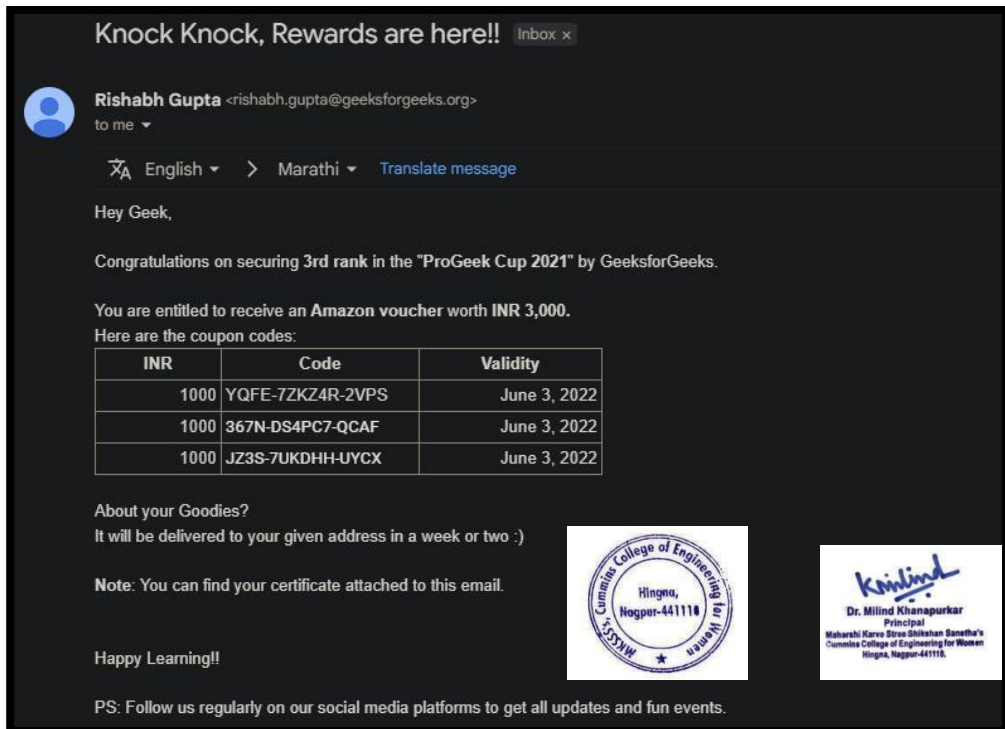 Knock Knock, Rewards are here!! Inbox x
Rishabh Gupta <rishabh.gupta@geeksforgeeks.org>
to me
English > Marathi Translate message
Hey Geek,
Congratulations on securing 3rd rank in the "ProGeek Cup 2021" by GeeksforGeeks.
You are entitled to receive an Amazon voucher worth INR 3,000.
Here are the coupon codes:
INR Code Validity
1000 YQFE-7ZKZ4R-2VPS June 3, 2022
1000 367N-DS4PC7-QCAF June 3, 2022
1000 JZ3S-7UKDHH-UYCX June 3, 2022
About your Goodies?
It will be delivered to your given address in a week or two :)
Note: You can find your certificate attached to this email.
Happy Learning!!
PS: Follow us regularly on our social media platforms to get all updates and fun events.
MKSSS's, Cummins College of Engineering for Women
Hingna,
Nagpur-441110
Dr. Milind Khanapurkar
Principal
Maharshi Karve Stree Shikshan Sanstha's
Cummins College of Engineering for Women
Hingna, Nagpur-441110.